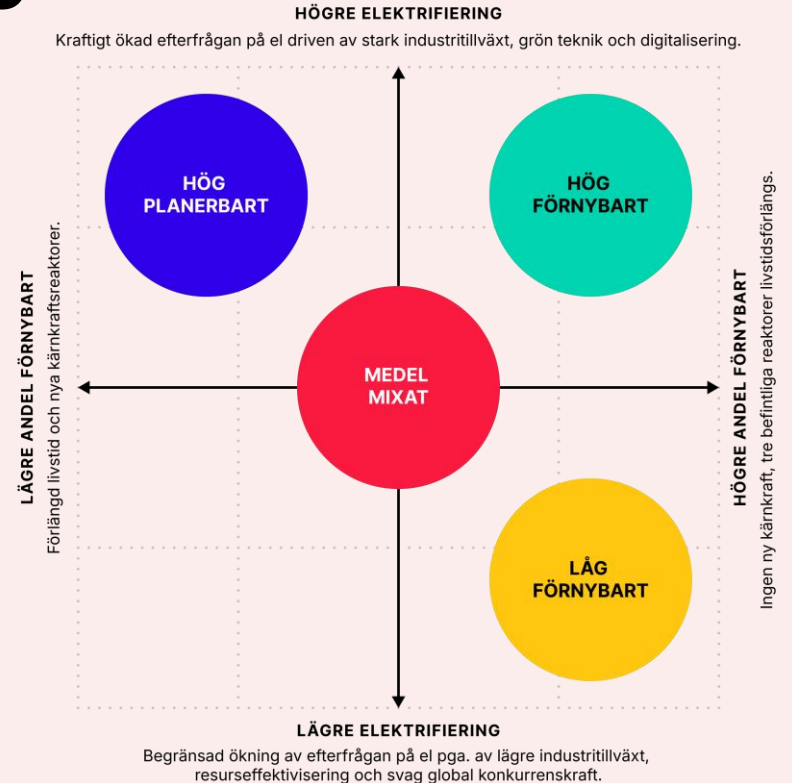 HÖGRE ELEKTRIFIERING
Kraftigt ökad efterfrågan på el driven av stark industritillväxt, grön teknik och digitalisering.
HÖG
PLANERBART
HÖG
FÖRNYBART
LÄGRE ANDEL FÖRNYBART
Förlängd livstid och nya kärnkraftsreaktorer.
MEDEL
MIXAT
HÖGRE ANDEL FÖRNYBART
Ingen ny kärnkraft, tre befintliga reaktorer livstidsförlängs.
LÅG
FÖRNYBART
LÄGRE ELEKTRIFIERING
Begränsad ökning av efterfrågan på el pga. av lägre industritillväxt,
resurseffektivisering och svag global konkurrenskraft.